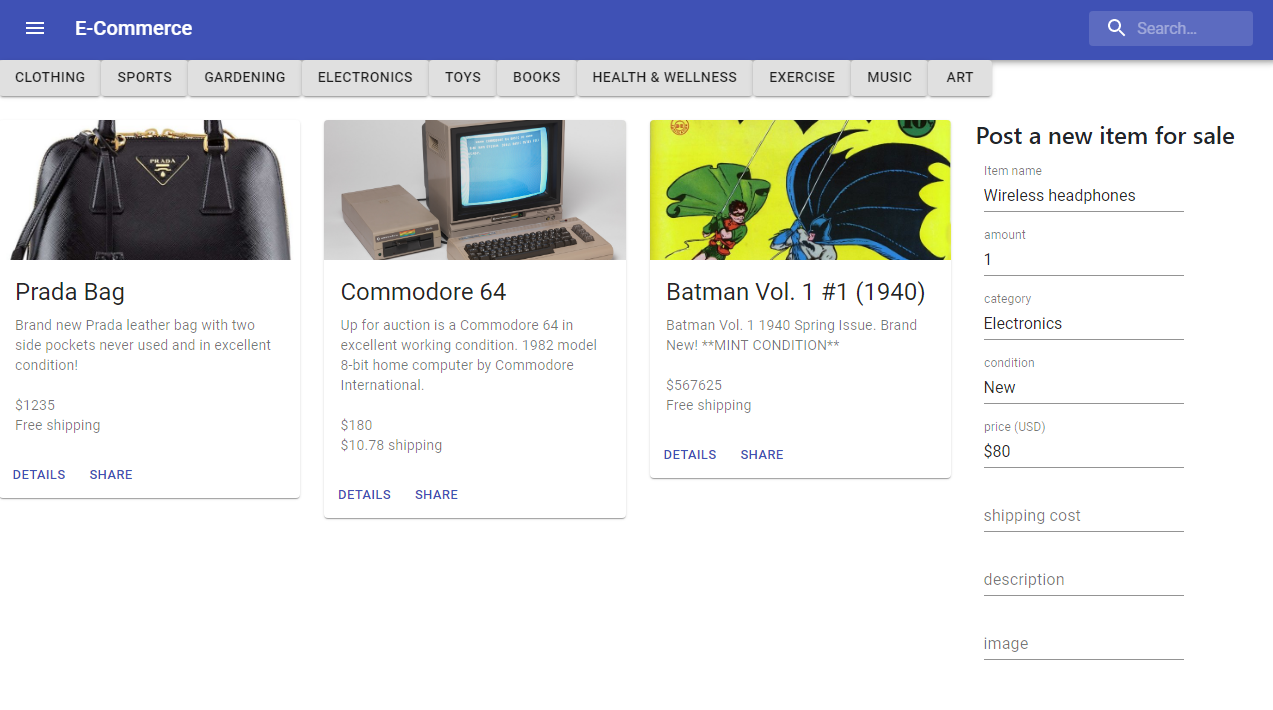 E-Commerce
Search...
CLOTHING
SPORTS
GARDENING
ELECTRONICS
TOYS
BOOKS
HEALTH & WELLNESS
EXERCISE
MUSIC
ART
PRADA
Prada Bag
Brand new Prada leather bag with two
side pockets never used and in excellent
condition!
$1235
Free shipping
DETAILS
SHARE
Commodore 64
Up for auction is a Commodore 64 in
excellent working condition. 1982 model
8-bit home computer by Commodore
International.
$180
$10.78 shipping
DETAILS
SHARE
Batman Vol. 1 #1 (1940)
Batman Vol. 1 1940 Spring Issue. Brand
New! **MINT CONDITION**
$567625
Free shipping
DETAILS
SHARE
Post a new item for sale
Item name
Wireless headphones
amount
1
category
Electronics
condition
New
price (USD)
$80
shipping cost
description
image